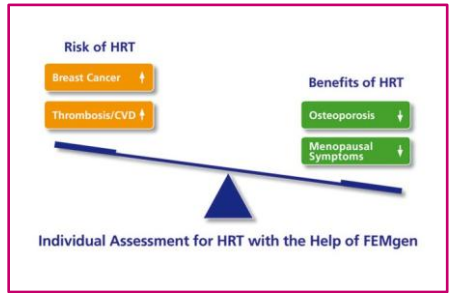 Risk of HRT
Breast Cancer
Thrombosis/CVD
Benefits of HRT
Osteoporosis
Menopausal
Symptoms
Individual Assessment for HRT with the Help of FEMgen